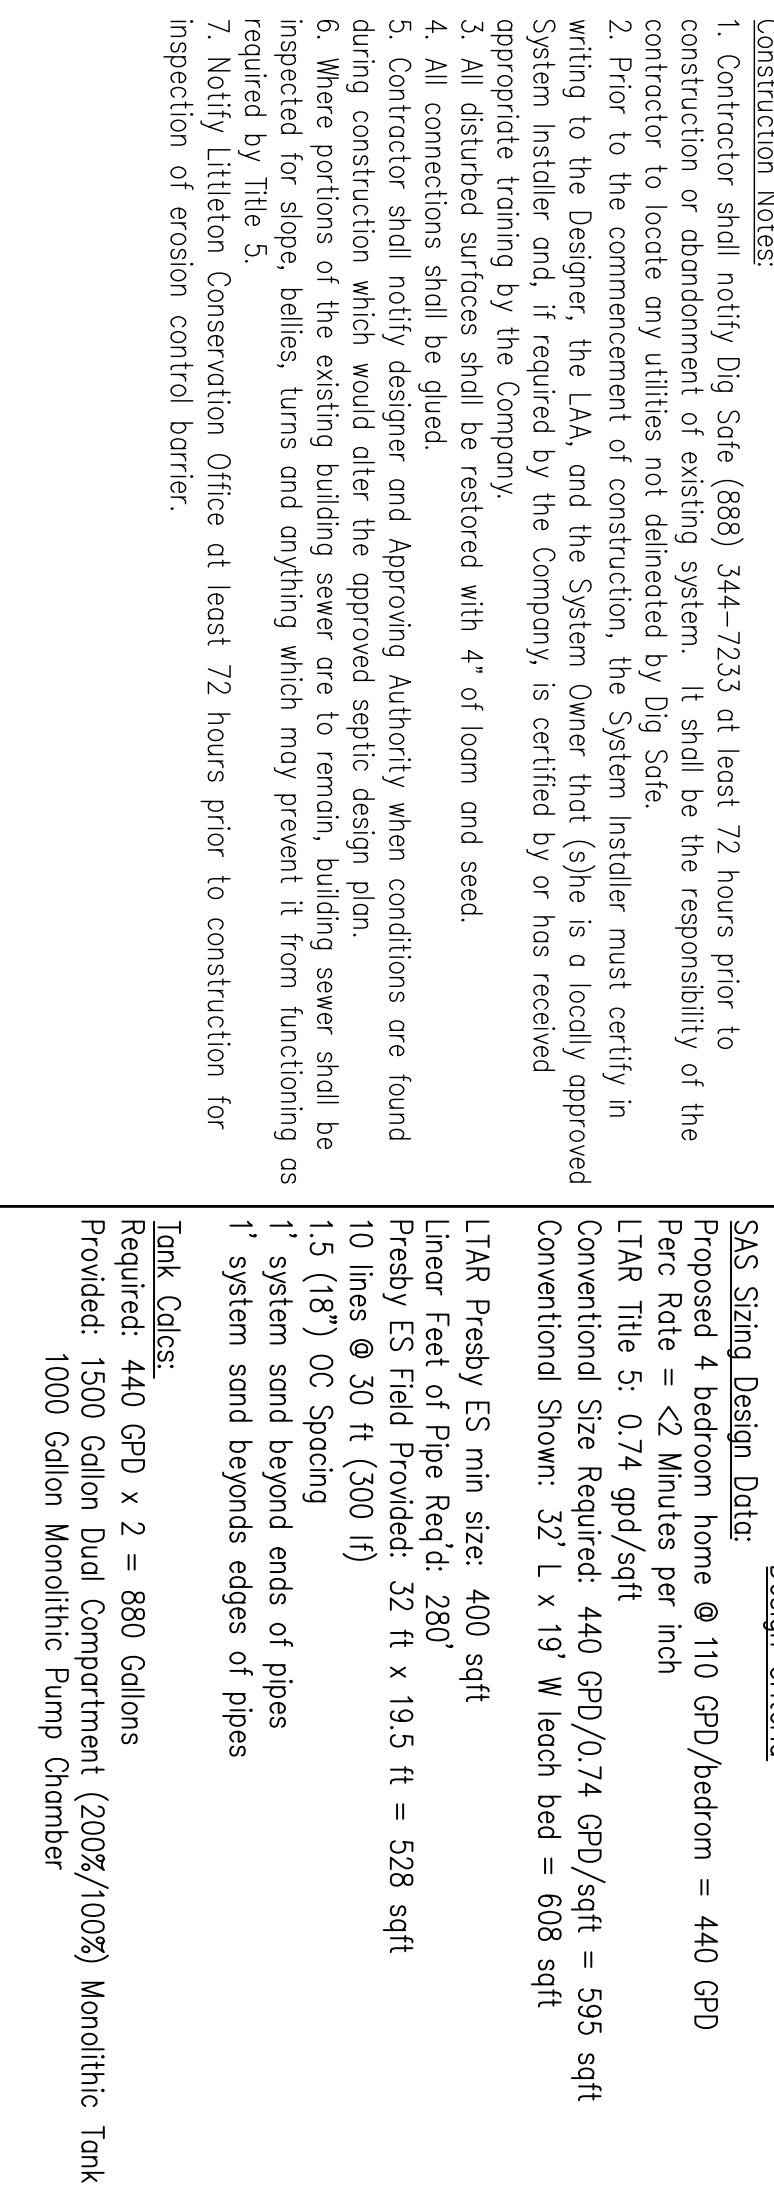 Construction Notes:
1. Contractor shall notify Dig Safe (888) 344-7233 at least 72 hours prior to
construction or abandonment of existing system. It shall be the responsibility of the
contractor to locate any utilities not delineated by Dig Safe.
2. Prior to the commencement of construction, the System Installer must certify in
writing to the Designer, the LAA, and the System Owner that (s)he is a locally approved
System Installer and, if required by the Company, is certified by or has received
appropriate training by the Company.
3. All disturbed surfaces shall be restored with 4" of loam and seed.
4. All connections shall be glued.
5. Contractor shall notify designer and Approving Authority when conditions are found
during construction which would alter the approved septic design plan.
6. Where portions of the existing building sewer are to remain, building sewer shall be
inspected for slope, bellies, turns and anything which may prevent it from functioning as
required by Title 5.
7. Notify Littleton Conservation Office at least 72 hours prior to construction for
inspection of erosion control barrier.
Design Criteria
SAS Sizing Design Data:
Proposed 4 bedroom home @ 110 GPD/bedrom = 440 GPD
Perc Rate = <2 Minutes per inch
LTAR Title 5: 0.74 gpd/sqft
Conventional Size Required: 440 GPD/0.74 GPD/sqft = 595 sqft
Conventional Shown: 32' L x 19' W leach bed = 608 sqft
LTAR Presby ES min size: 400 sqft
Linear Feet of Pipe Req'd: 280'
Presby ES Field Provided: 32 ft x 19.5 ft = 528 sqft
10 lines @ 30 ft (300 lf)
1.5 (18") OC Spacing
1' system sand beyond ends of pipes
1' system sand beyonds edges of pipes
Tank Calcs:
Required: 440 GPD x 2 = 880 Gallons
Provided: 1500 Gallon Dual Compartment (200%/100%) Monolithic Tank
1000 Gallon Monolithic Pump Chamber